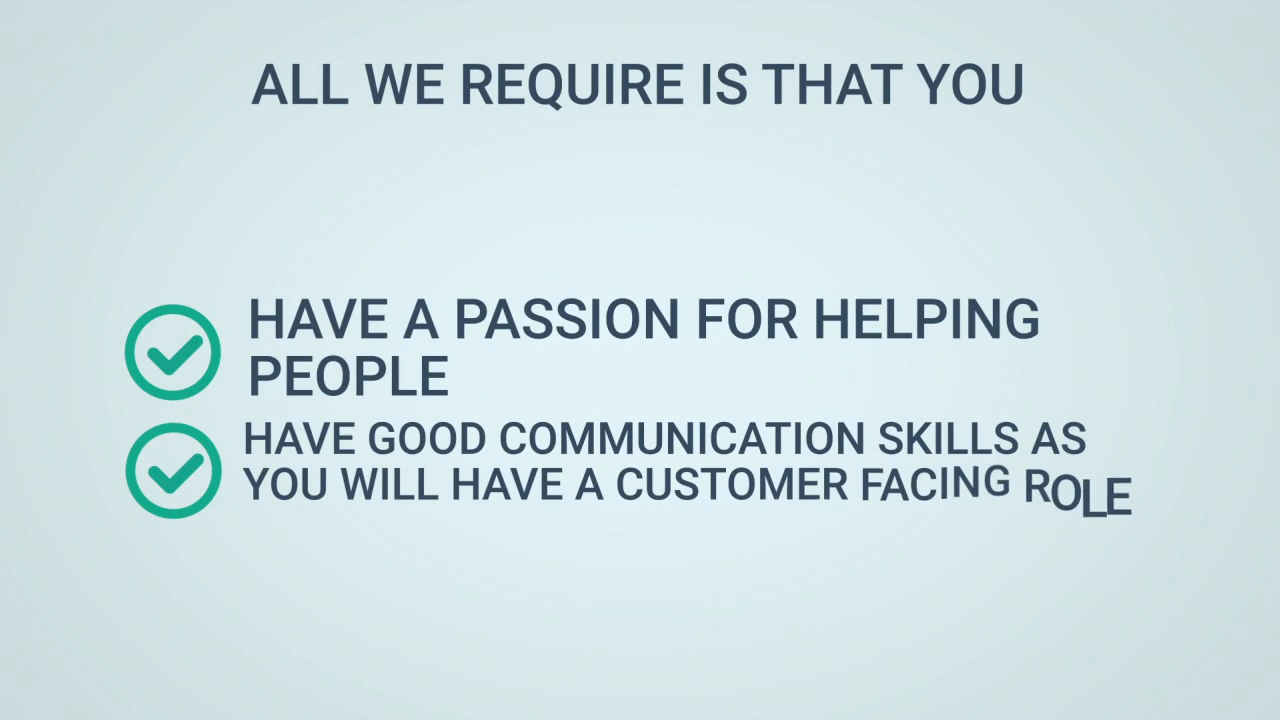 ALL WE REQUIRE IS THAT YOU
HAVE A PASSION FOR HELPING
PEOPLE
HAVE GOOD COMMUNICATION SKILLS AS
YOU WILL HAVE A CUSTOMER FACING ROLE